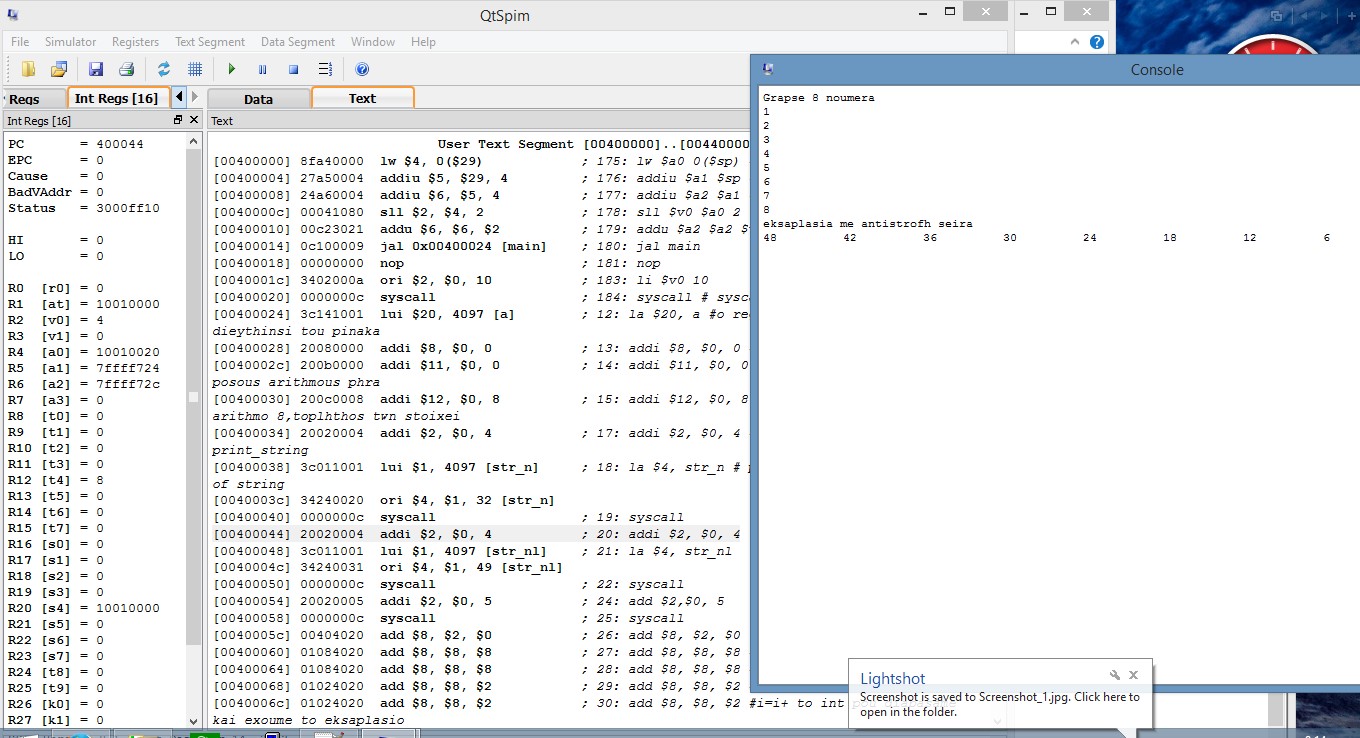 QtSpim
File Simulator Registers Text Segment Data Segment Window Help
Regs Int Regs [16] Data Text
Int Regs [16] Text
PC = 400044
EPC = 0
Cause = 0
BadVAddr = 0
Status = 3000ff10
HI = 0
LO = 0
R0 [r0] = 0
R1 [at] = 10010000
R2 [v0] = 4
R3 [v1] = 0
R4 [a0] = 10010020
R5 [a1] = 7ffff724
R6 [a2] = 7ffff72c
R7 [a3] = 0
R8 [t0] = 0
R9 [t1] = 0
R10 [t2] = 0
R11 [t3] = 0
R12 [t4] = 8
R13 [t5] = 0
R14 [t6] = 0
R15 [t7] = 0
R16 [s0] = 0
R17 [s1] = 0
R18 [s2] = 0
R19 [s3] = 0
R20 [s4] = 10010000
R21 [s5] = 0
R22 [s6] = 0
R23 [s7] = 0
R24 [t8] = 0
R25 [t9] = 0
R26 [k0] = 0
R27 [k1] = 0
User Text Segment [00400000]..[00440000
[00400000] 8fa40000 lw $4, 0($29) ; 175: lw $a0 0($sp)
[00400004] 27a50004 addiu $5, $29, 4 ; 176: addiu $a1 $sp
[00400008] 24a60004 addiu $6, $5, 4 ; 177: addiu $a2 $a1
[0040000c] 00041080 sll $2, $4, 2 ; 178: sll $v0 $a0 2
[00400010] 00c23021 addu $6, $6, $2 ; 179: addu $a2 $a2
[00400014] 0c100009 jal 0x00400024 [main] ; 180: jal main
[00400018] 00000000 nop ; 181: nop
[0040001c] 3402000a ori $2, $0, 10 ; 183: li $v0 10
[00400020] 0000000c syscall ; 184: syscall #
[00400024] 3c141001 lui $20, 4097 [a] ; 12: la $20, a #o
dieythinsi tou pinaka
[00400028] 20080000 addi $8, $0, 0 ; 13: addi $8, $0, 0
[0040002c] 200b0000 addi $11, $0, 0 ; 14: addi $11, $0, 0
posous arithmous phra
[00400030] 200c0008 addi $12, $0, 8 ; 15: addi $12, $0, 8
arithmo 8,toplhthos twn stoixei
[00400034] 20020004 addi $2, $0, 4 ; 17: addi $2, $0, 4
print_string
[00400038] 3c011001 lui $1, 4097 [str_n] ; 18: la $4, str_n #
of string
[0040003c] 34240020 ori $4, $1, 32 [str_n]
[00400040] 0000000c syscall ; 19: syscall
[00400044] 20020004 addi $2, $0, 4 ; 20: addi $2, $0, 4
[00400048] 3c011001 lui $1, 4097 [str_nl] ; 21: la $4, str_nl
[0040004c] 34240031 ori $4, $1, 49 [str_nl]
[00400050] 0000000c syscall ; 22: syscall
[00400054] 20020005 addi $2, $0, 5 ; 24: add $2,$0, 5
[00400058] 0000000c syscall ; 25: syscall
[0040005c] 00404020 add $8, $2, $0 ; 26: add $8, $2, $0
[00400060] 01084020 add $8, $8, $8 ; 27: add $8, $8, $8
[00400064] 01084020 add $8, $8, $8 ; 28: add $8, $8, $8
[00400068] 01024020 add $8, $8, $2 ; 29: add $8, $8, $2
[0040006c] 01024020 add $8, $8, $2 ; 30: add $8, $8, $2 #i=i+ to int
kai exoume to eksaplasio
Console
Grapse 8 noumera
1
2
3
4
5
6
7
8
eksaplasia me antistrofh seira
48 42 36 30 24 18 12 6
Lightshot
Screenshot is saved to Screenshot_1.jpg. Click here to
open in the folder.